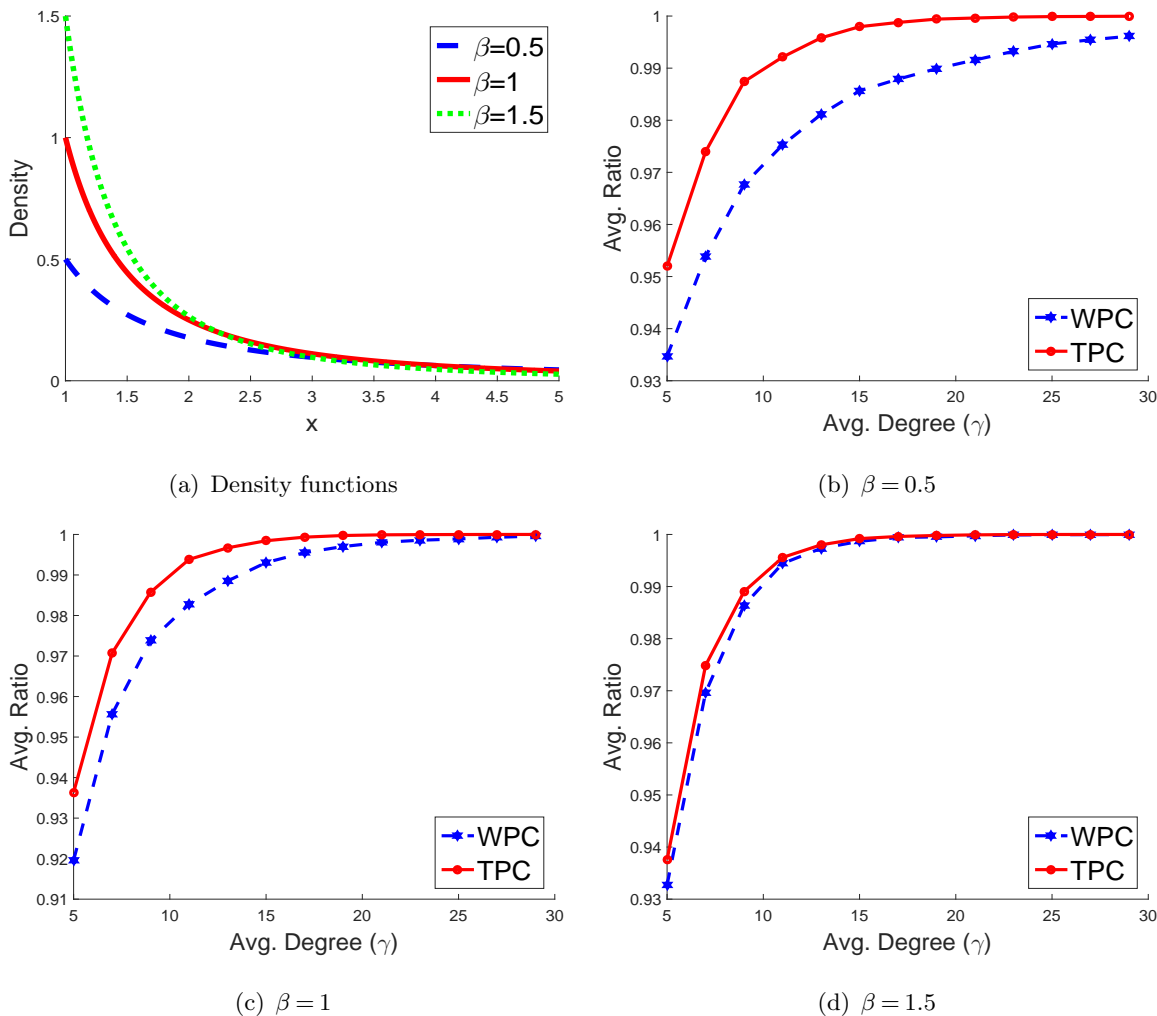 1.5
1
0.5
0
Density
1 1.5 2 2.5 3 3.5 4 4.5 5
x
β=0.5
β=1
β=1.5
(a) Density functions
1
0.99
0.98
0.97
0.96
0.95
0.94
0.93
Avg. Ratio
5 10 15 20 25 30
Avg. Degree (γ)
WPC
TPC
(b) β = 0.5
1
0.99
0.98
0.97
0.96
0.95
0.94
0.93
0.92
0.91
Avg. Ratio
5 10 15 20 25 30
Avg. Degree (γ)
WPC
TPC
(c) β = 1
1
0.99
0.98
0.97
0.96
0.95
0.94
0.93
Avg. Ratio
5 10 15 20 25 30
Avg. Degree (γ)
WPC
TPC
(d) β = 1.5